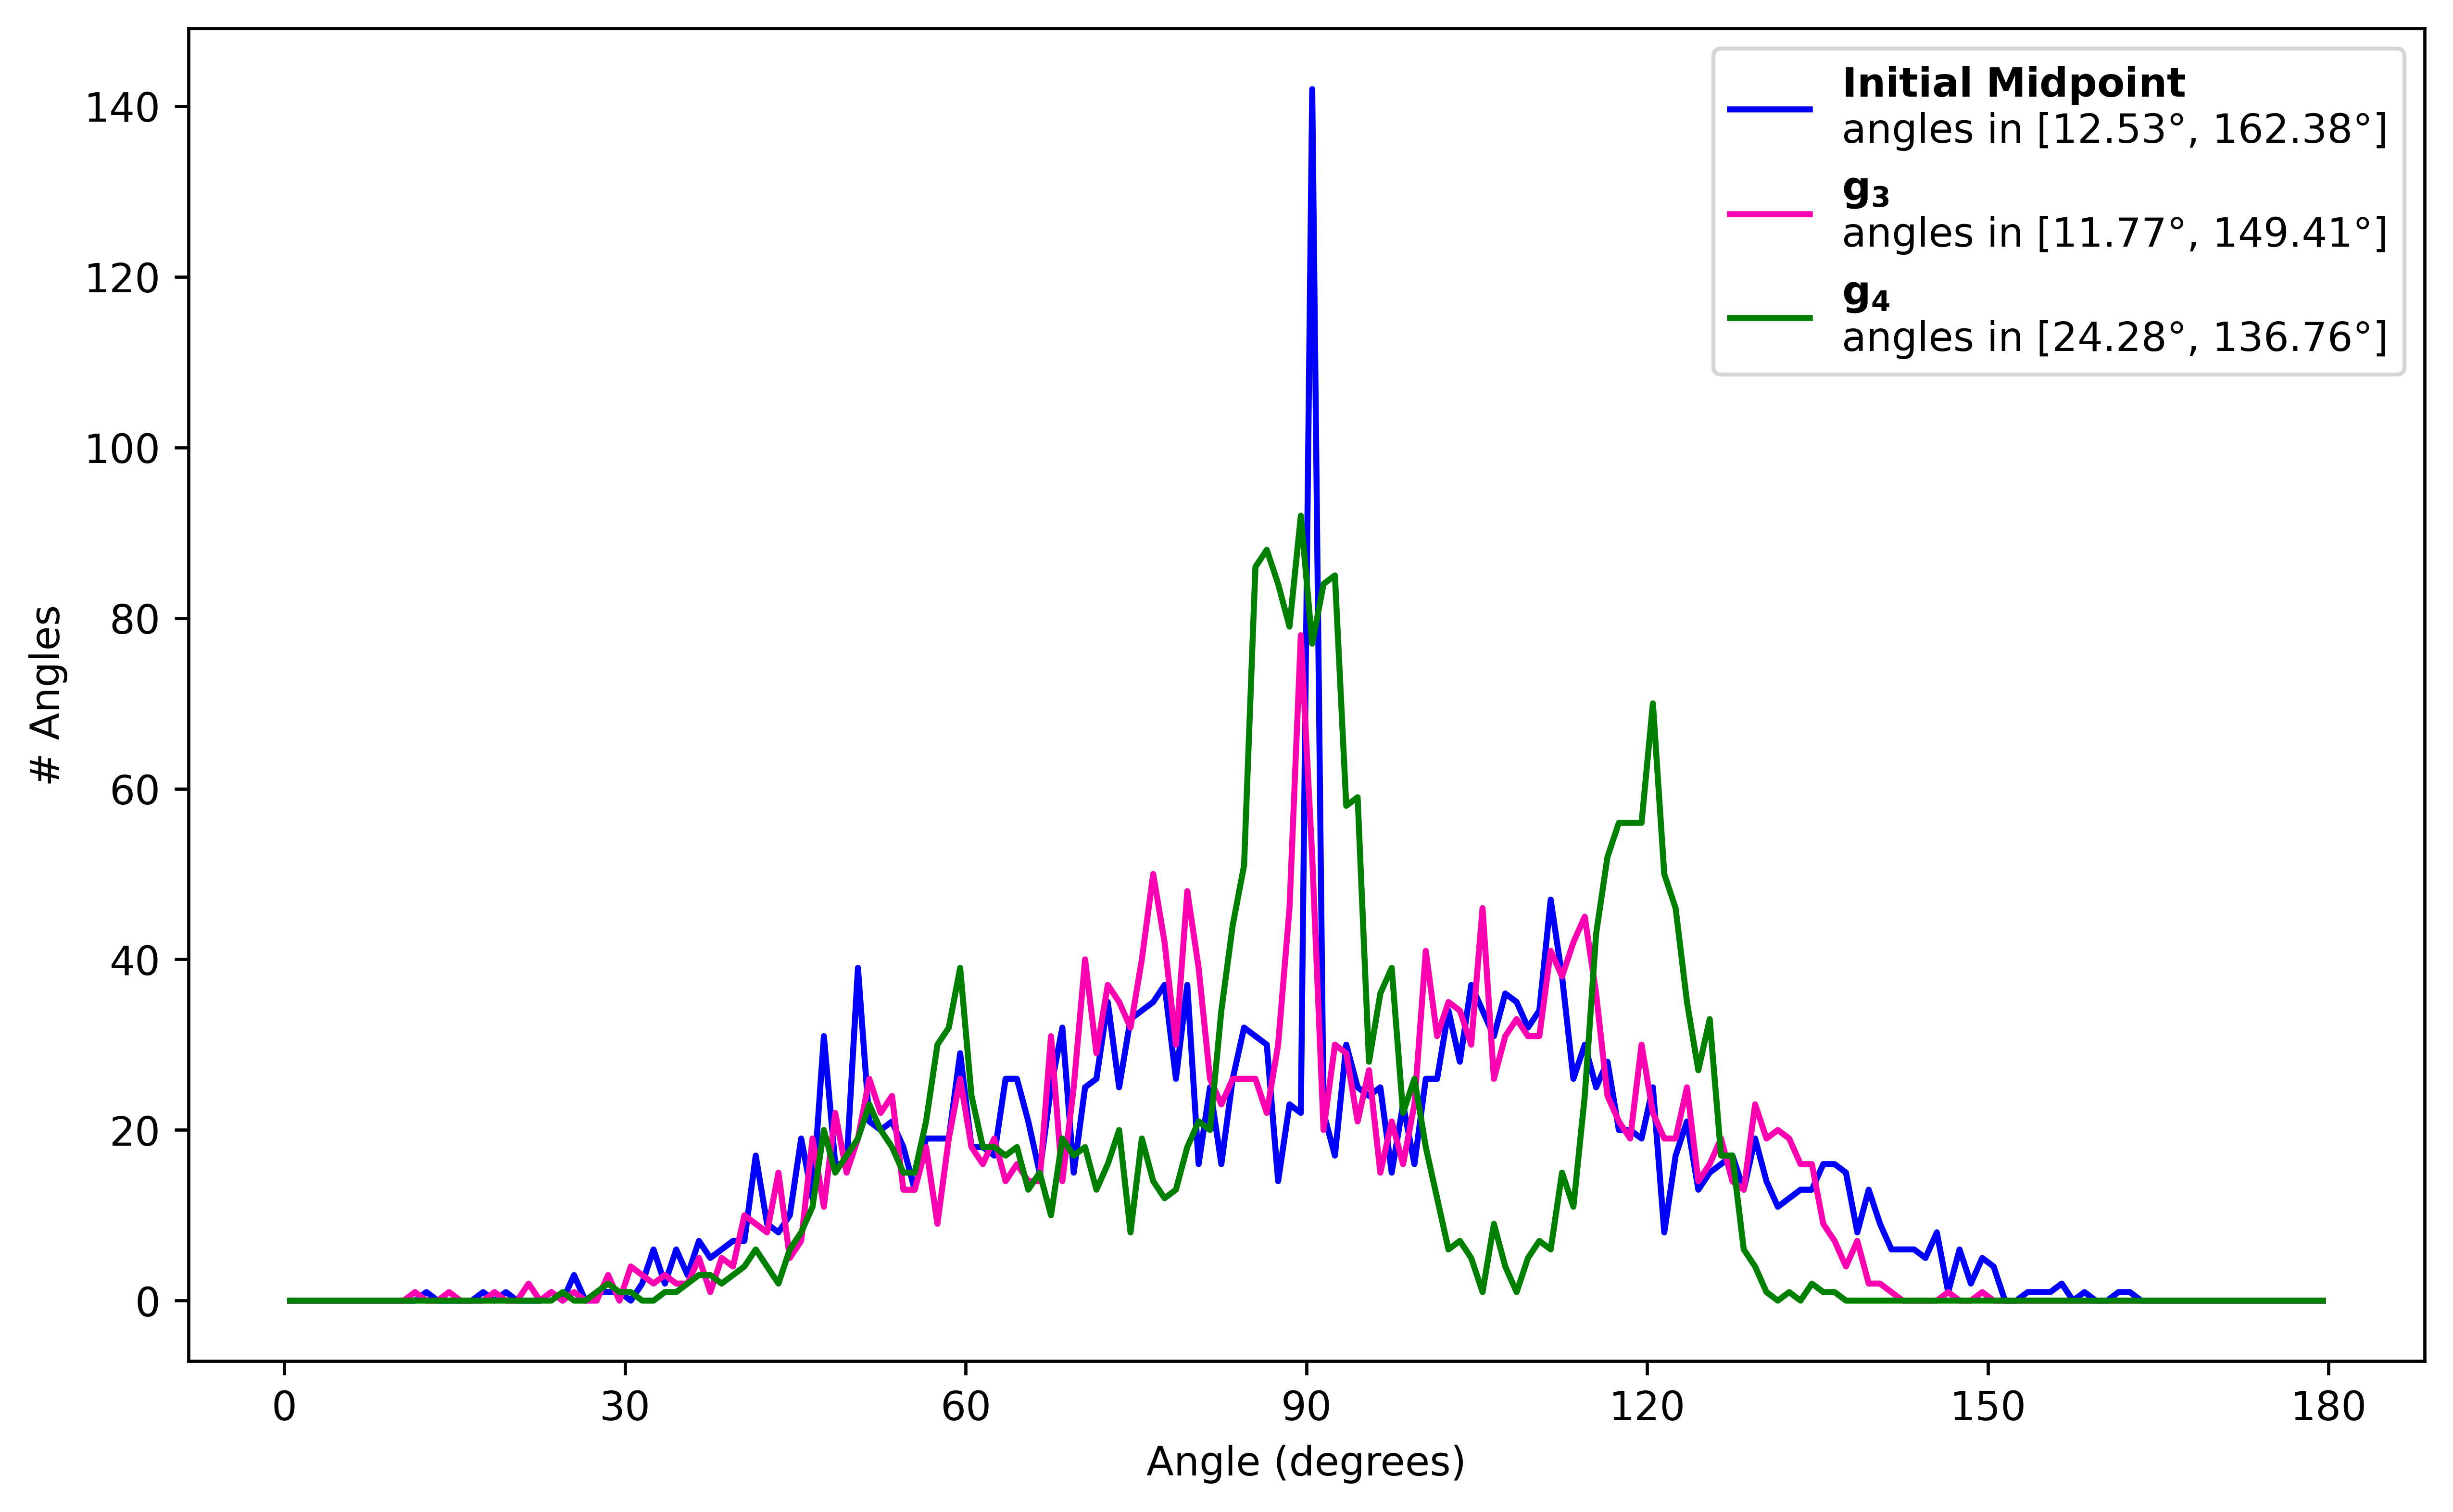 Initial Midpoint
angles in [12.53°, 162.38°]
g₃
angles in [11.77°, 149.41°]
g₄
angles in [24.28°, 136.76°]
140
120
100
80
60
40
20
0
# Angles
0 30 60 90 120 150 180
Angle (degrees)